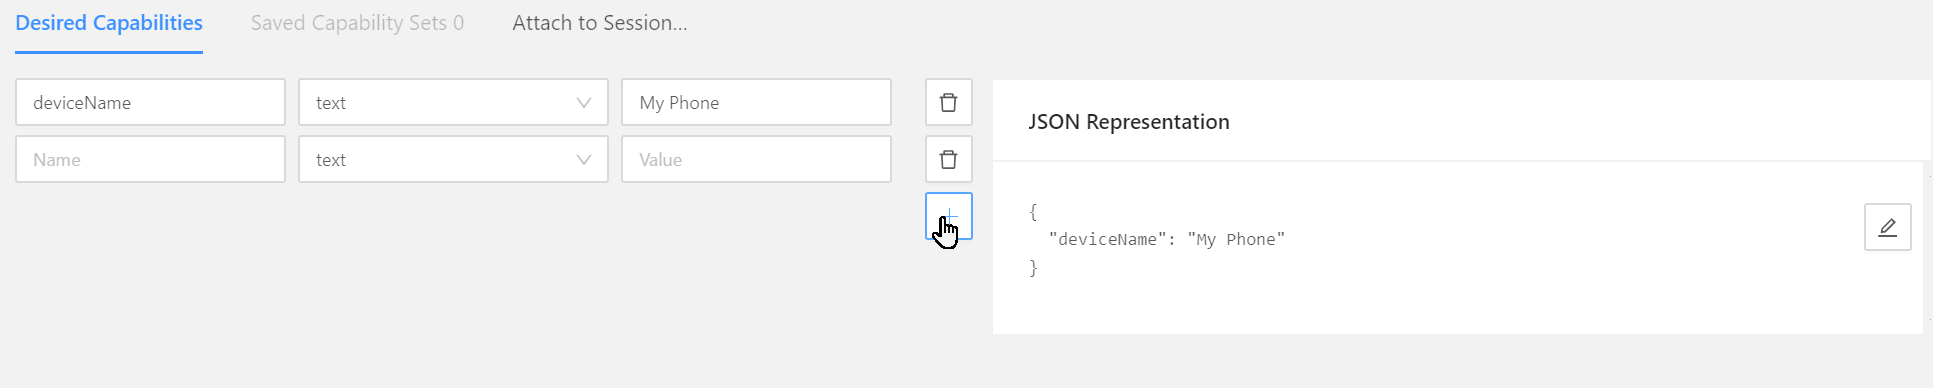 Desired Capabilities Saved Capability Sets 0 Attach to Session...
deviceName text My Phone
Name text Value
JSON Representation
{
"deviceName": "My Phone"
}